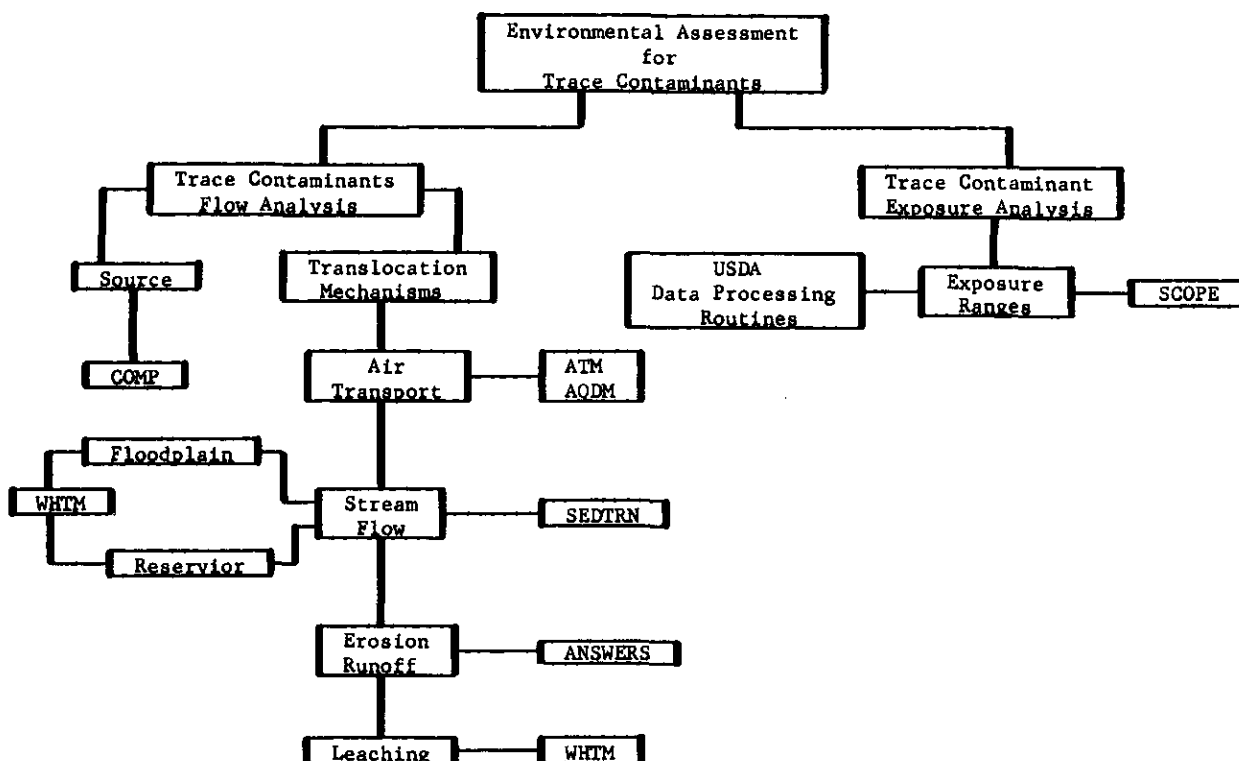 Environmental Assessment
for
Trace Contaminants
Trace Contaminants
Flow Analysis
Trace Contaminant
Exposure Analysis
Source
Translocation
Mechanisms
USDA
Data Processing
Routines
Exposure
Ranges
SCOPE
COMP
Air
Transport
ATM
AQDM
Floodplain
WHTM
Stream
Flow
SEDTRN
Reservior
Erosion
Runoff
ANSWERS
Leaching
WHTM